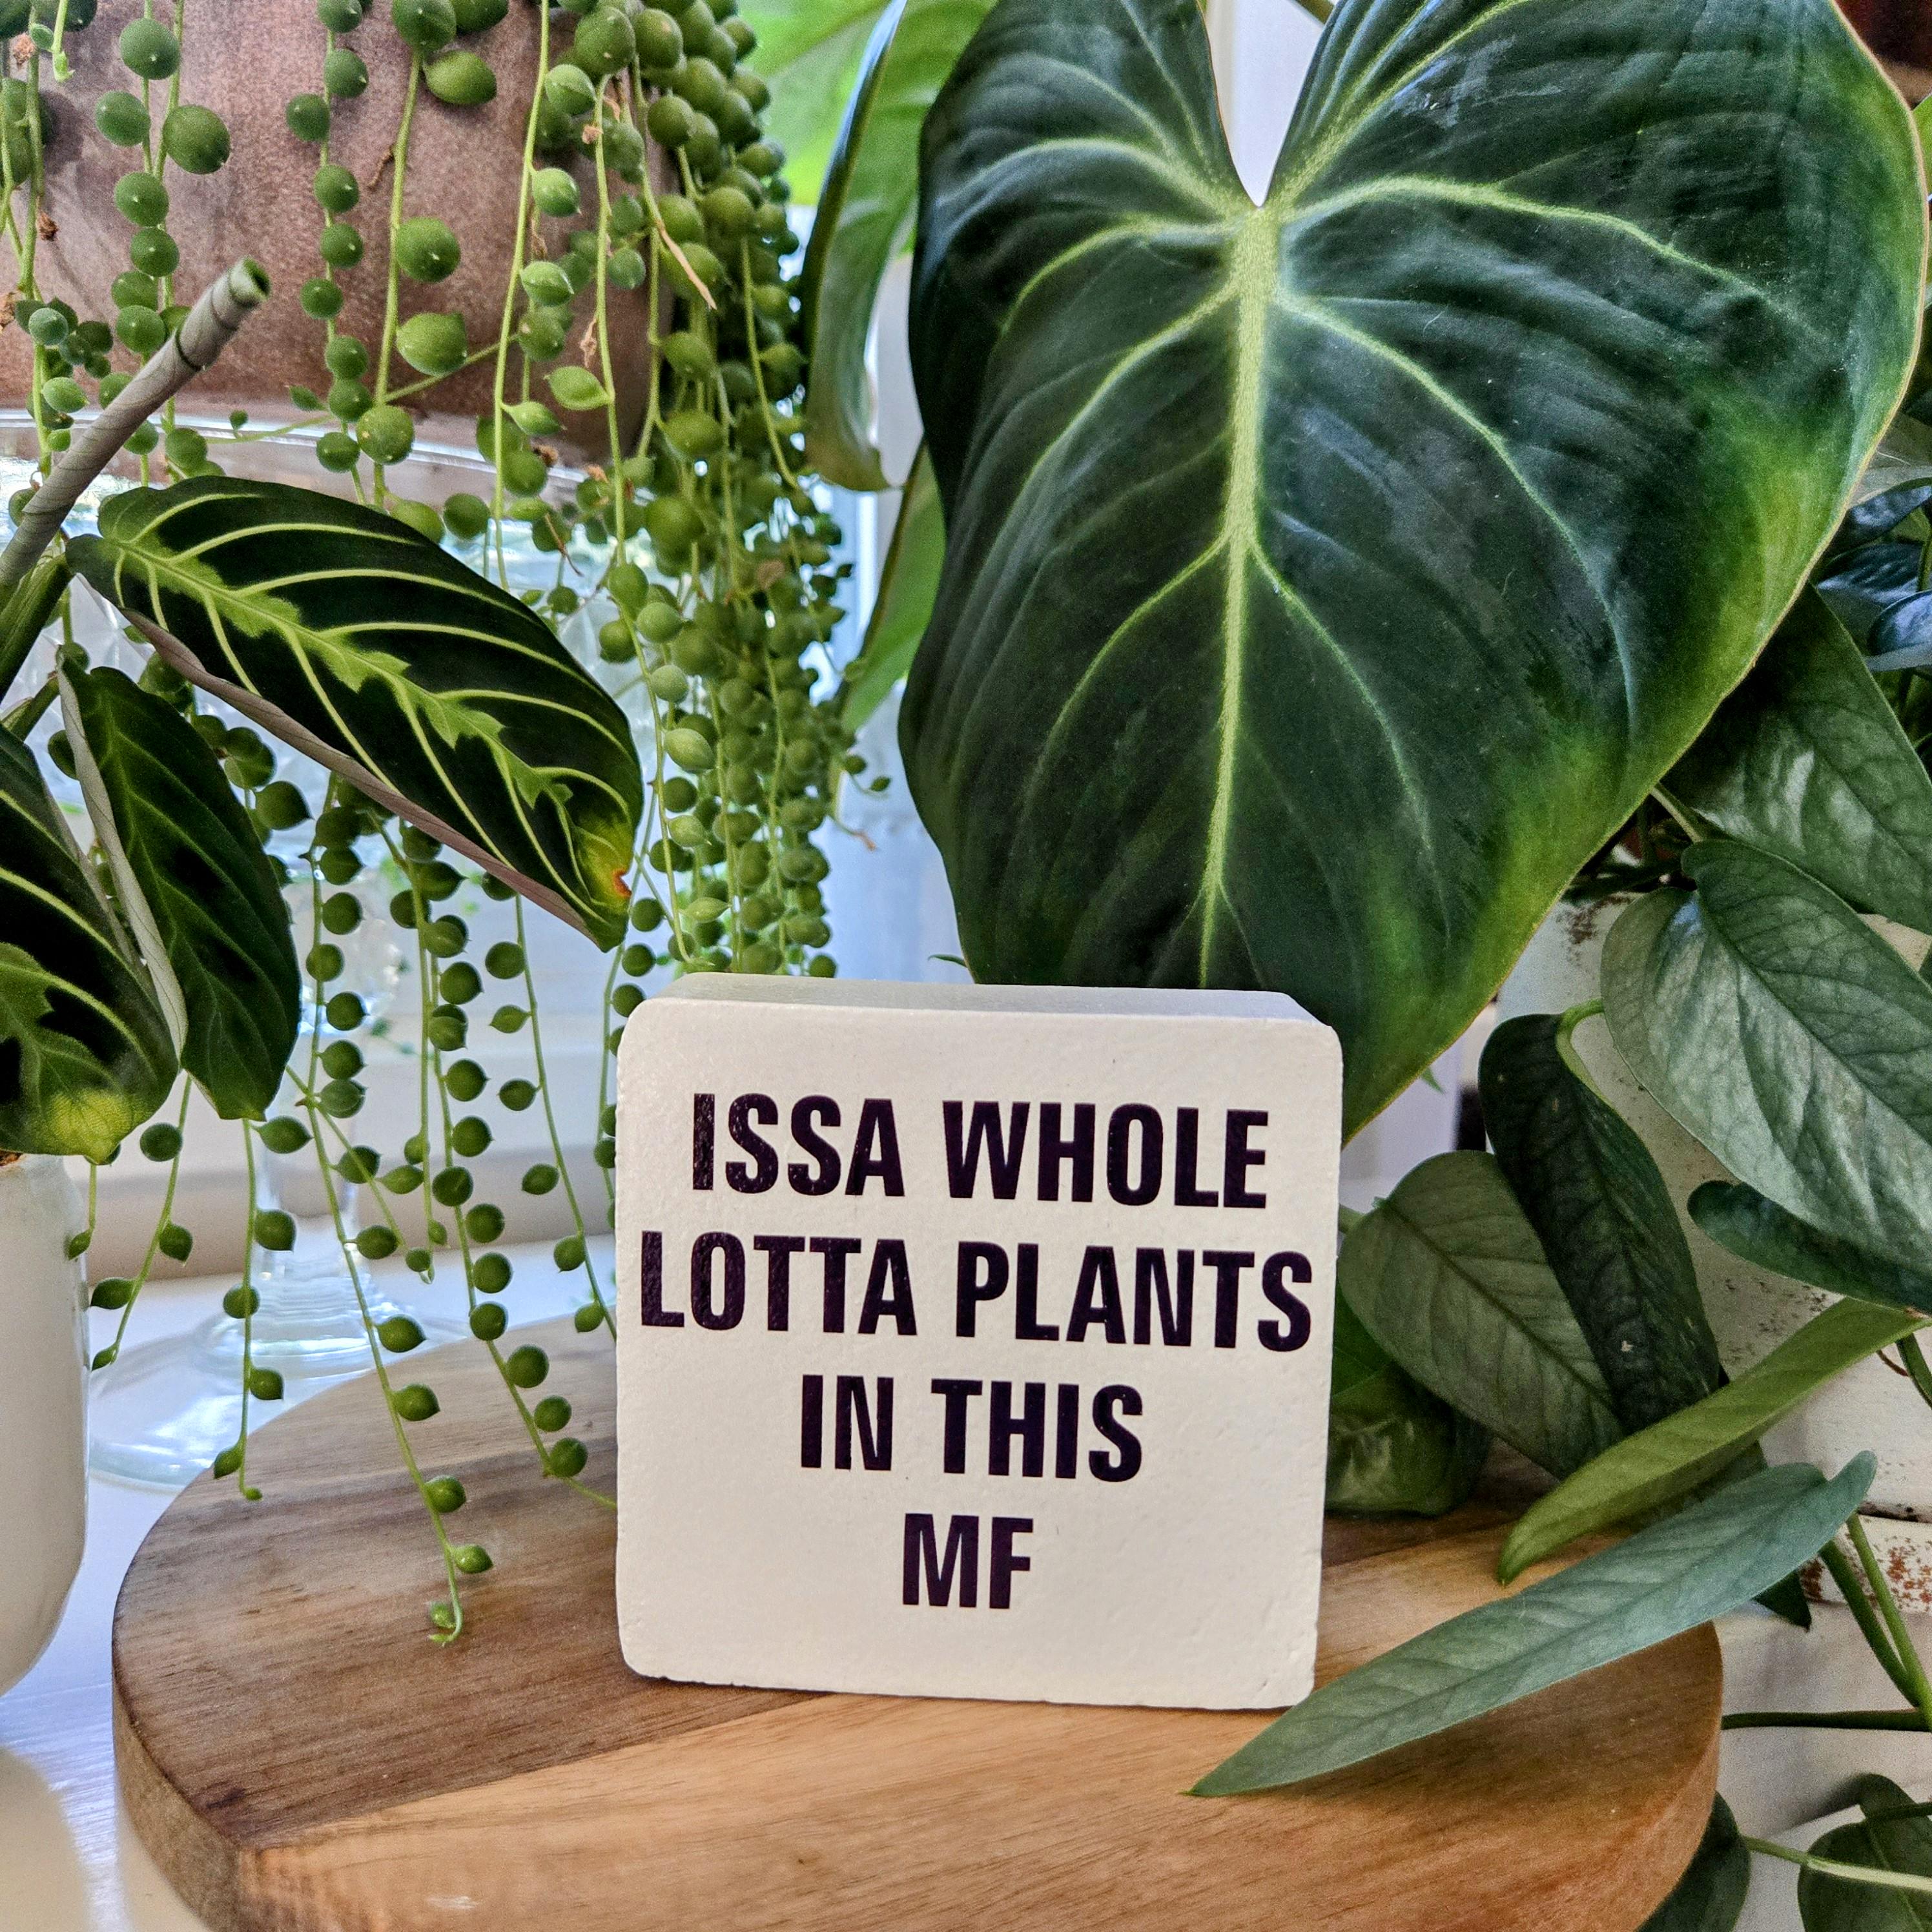 ISSA WHOLE
LOTTA PLANTS
IN THIS
MF